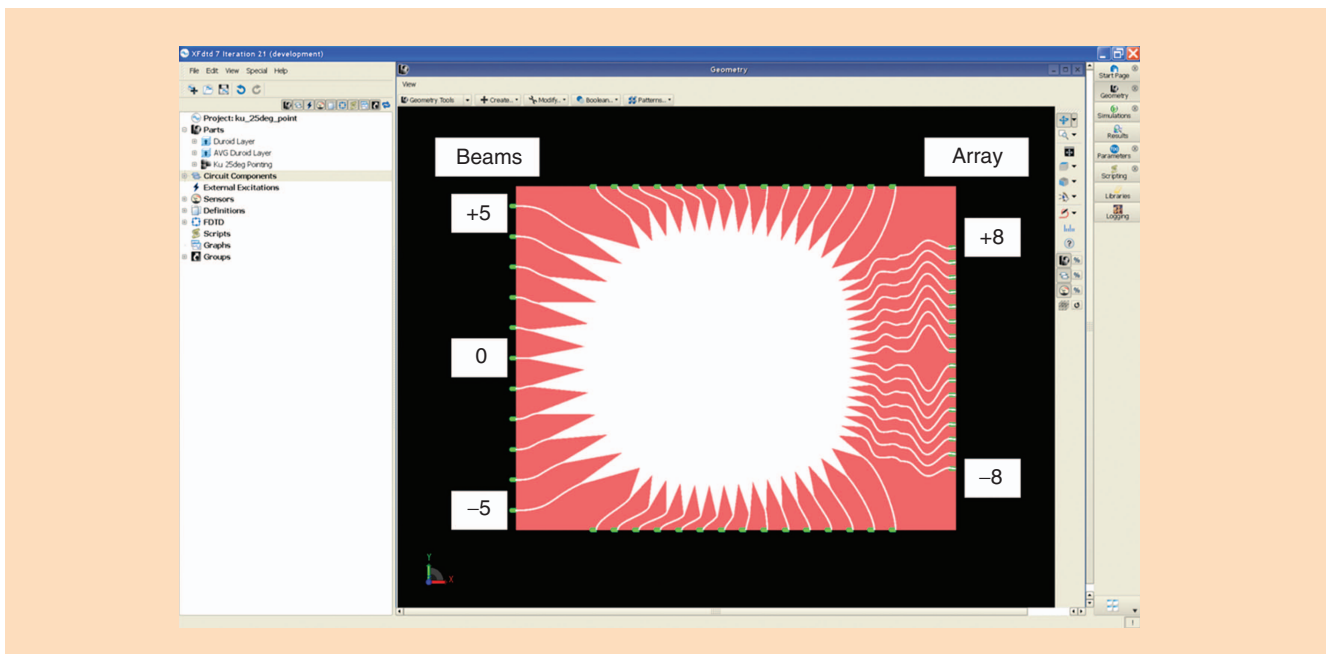 XFdtd 7 Iteration 21 (development)
File Edit View Special Help
Project: ku_25deg_point
Parts
Duroid Layer
AVG Duroid Layer
Ku 25deg Pointing
Circuit Components
External Excitations
Sensors
Definitions
FDTD
Scripts
Graphs
Groups
Geometry
View
Geometry Tools Create... Modify... Boolean... Patterns...
Beams
+5
0
−5
Array
+8
−8
Y
X
Start Page
Geometry
Simulations
Results
Parameters
Scripting
Libraries
Logging